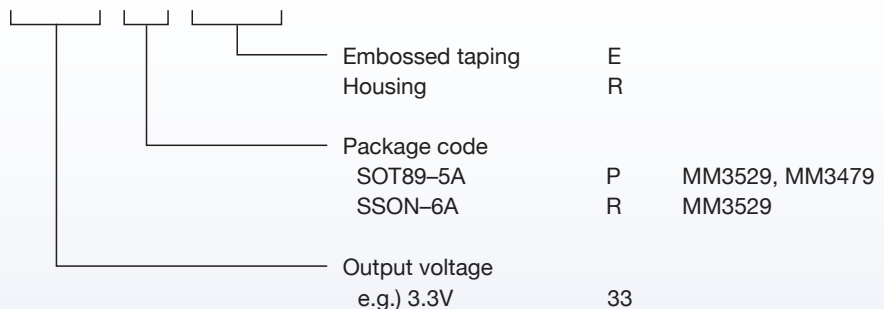 Embossed taping E
Housing R
Package code
SOT89–5A P MM3529, MM3479
SSON–6A R MM3529
Output voltage
e.g.) 3.3V 33